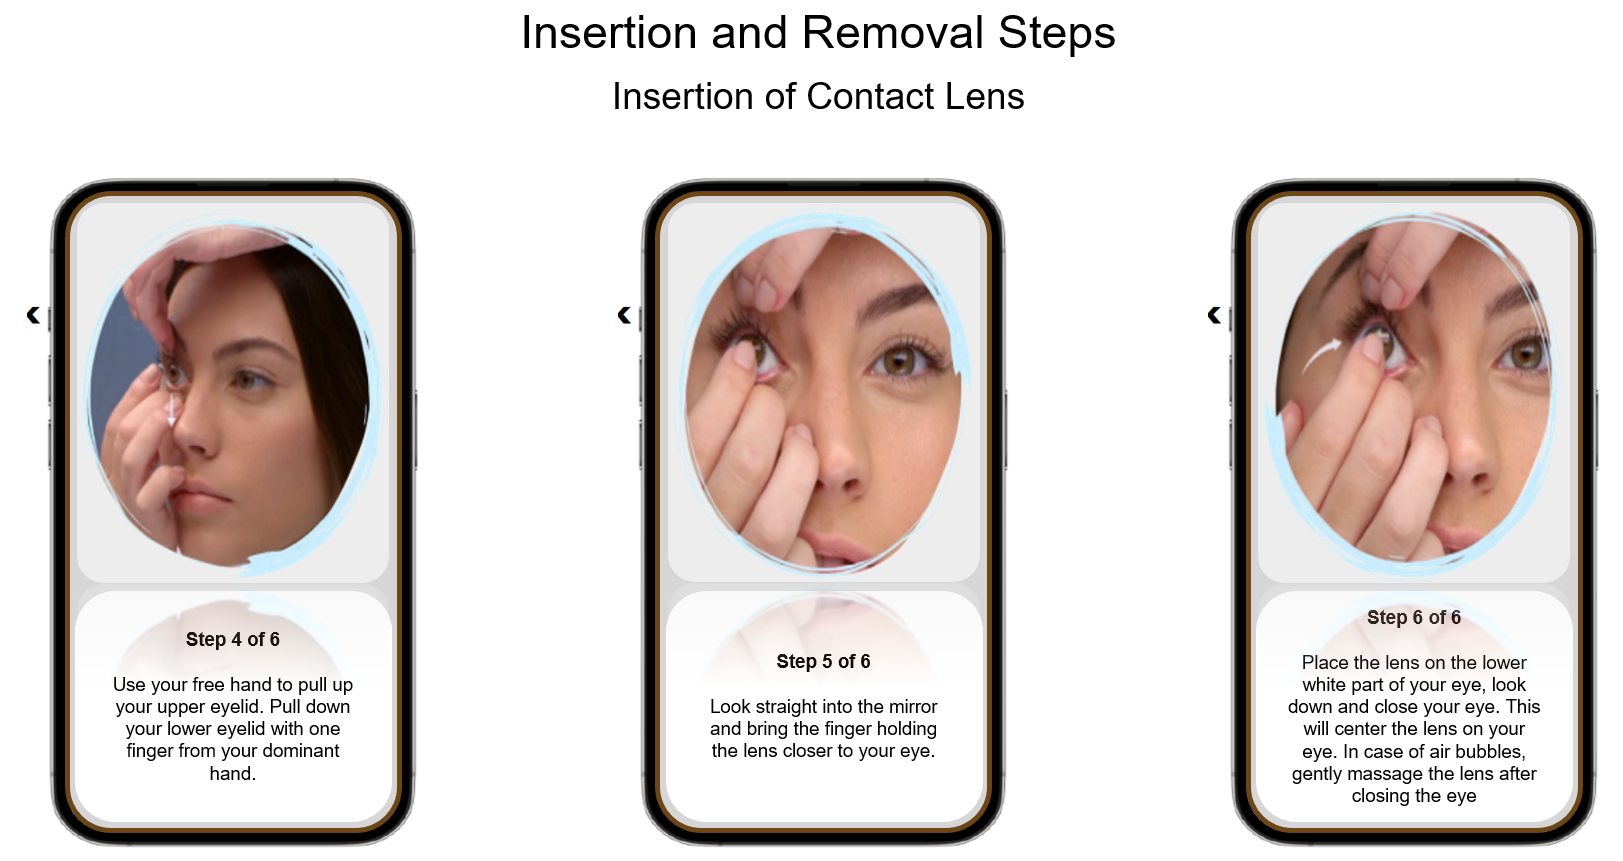 Insertion and Removal Steps
Insertion of Contact Lens
Step 4 of 6
Use your free hand to pull up
your upper eyelid. Pull down
your lower eyelid with one
finger from your dominant
hand.
Step 5 of 6
Look straight into the mirror
and bring the finger holding
the lens closer to your eye.
Step 6 of 6
Place the lens on the lower
white part of your eye, look
down and close your eye. This
will center the lens on your
eye. In case of air bubbles,
gently massage the lens after
closing the eye